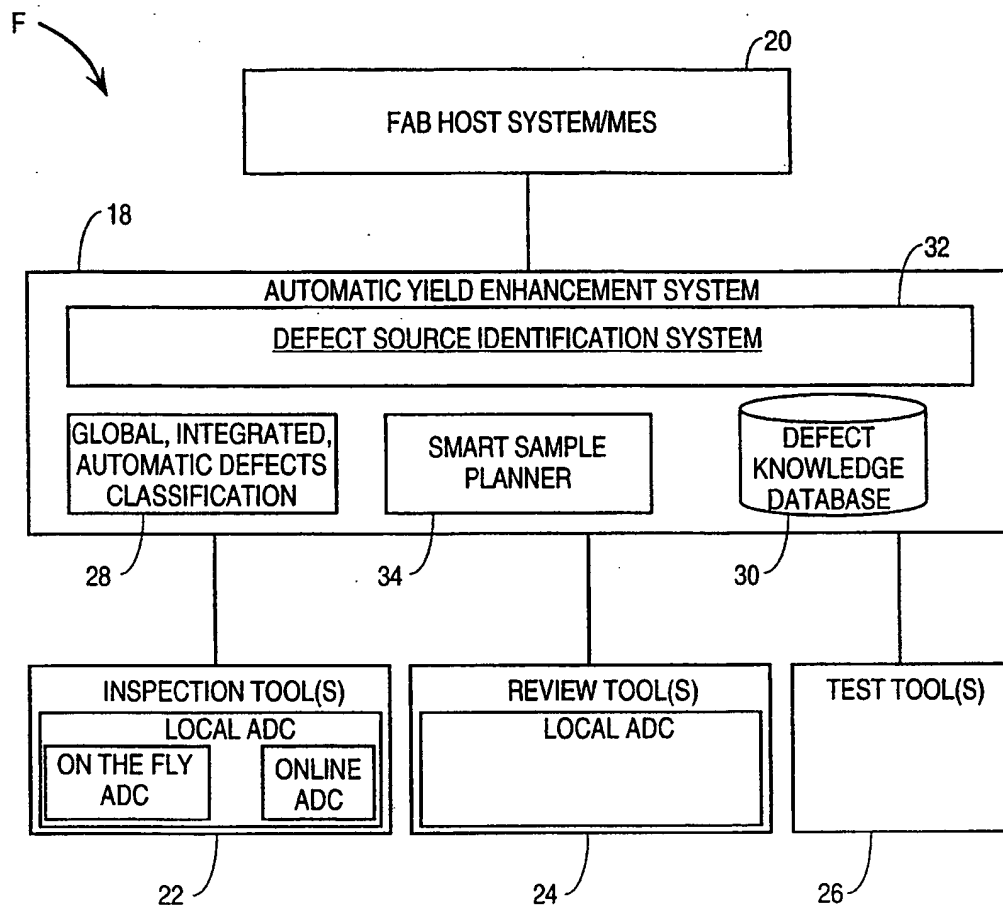 F
20
FAB HOST SYSTEM/MES
18
32
AUTOMATIC YIELD ENHANCEMENT SYSTEM
DEFECT SOURCE IDENTIFICATION SYSTEM
GLOBAL, INTEGRATED,
AUTOMATIC DEFECTS
CLASSIFICATION
SMART SAMPLE
PLANNER
DEFECT
KNOWLEDGE
DATABASE
28
34
30
INSPECTION TOOL(S)
LOCAL ADC
ON THE FLY
ADC
ONLINE
ADC
REVIEW TOOL(S)
LOCAL ADC
TEST TOOL(S)
22
24
26